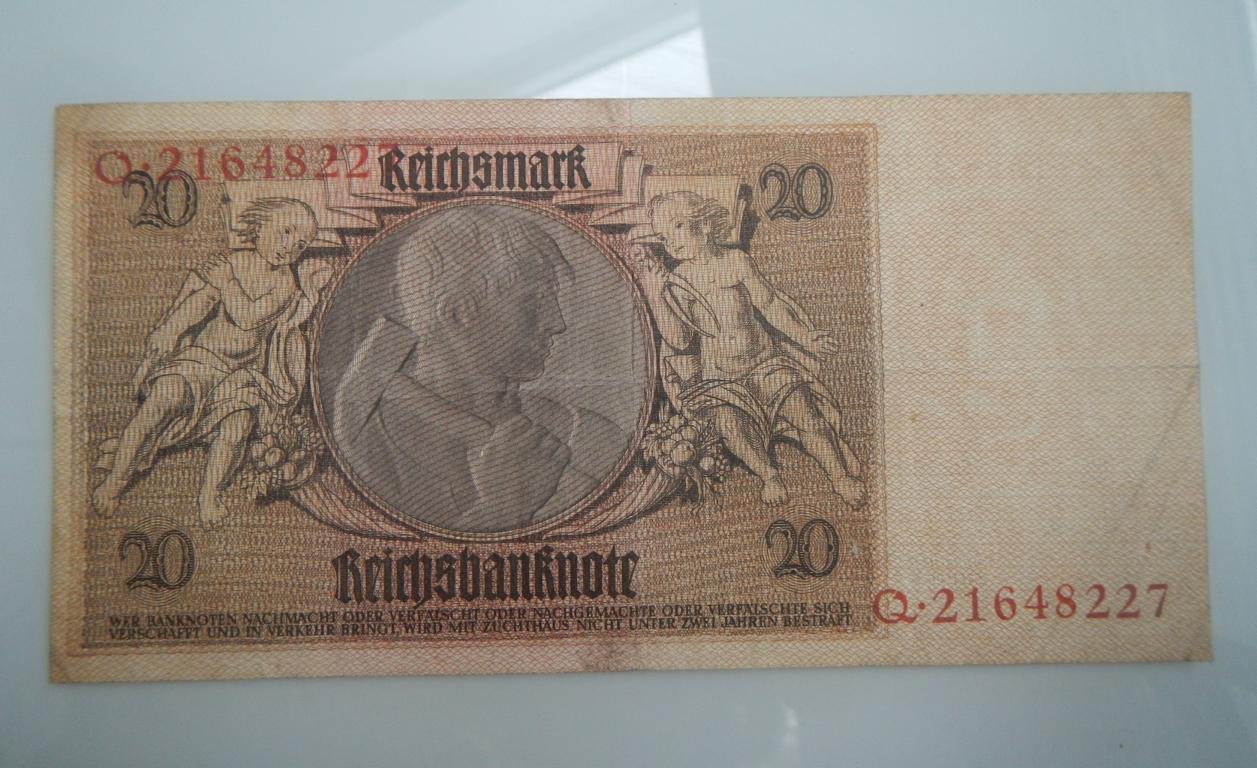 Q·21648227
Reichsmark
20 20
20 20
Reichsbanknote
WER BANKNOTEN NACHMACHT ODER VERFÄLSCHT ODER NACHGEMACHTE ODER VERFÄLSCHTE SICH
VERSCHAFFT UND IN VERKEHR BRINGT, WIRD MIT ZUCHTHAUS NICHT UNTER ZWEI JAHREN BESTRAFT
Q·21648227